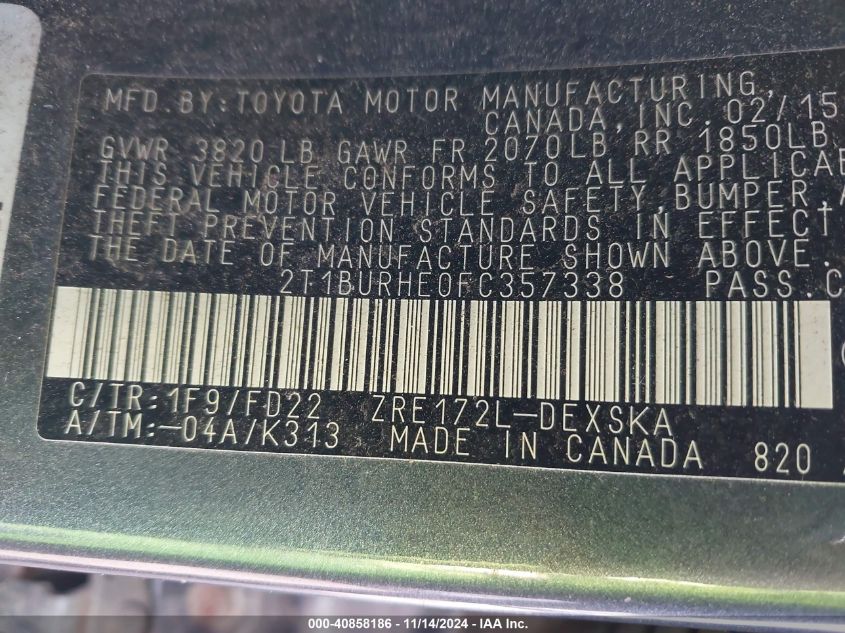 MFD. BY: TOYOTA MOTOR MANUFACTURING,
CANADA, INC. 02/15
GVWR 3820 LB GAWR FR 2070LB RR 1850LB
THIS VEHICLE CONFORMS TO ALL APPLICAB
FEDERAL MOTOR VEHICLE SAFETY, BUMPER, A
THEFT PREVENTION STANDARDS IN EFFECT
THE DATE OF MANUFACTURE SHOWN ABOVE.
2T1BURHE0FC357338 PASS.C
C/TR: 1F9/FD22 ZRE172L-DEXSKA
A/TM:-04A/K313 MADE IN CANADA 820
000-40858186 - 11/14/2024 - IAAI.com